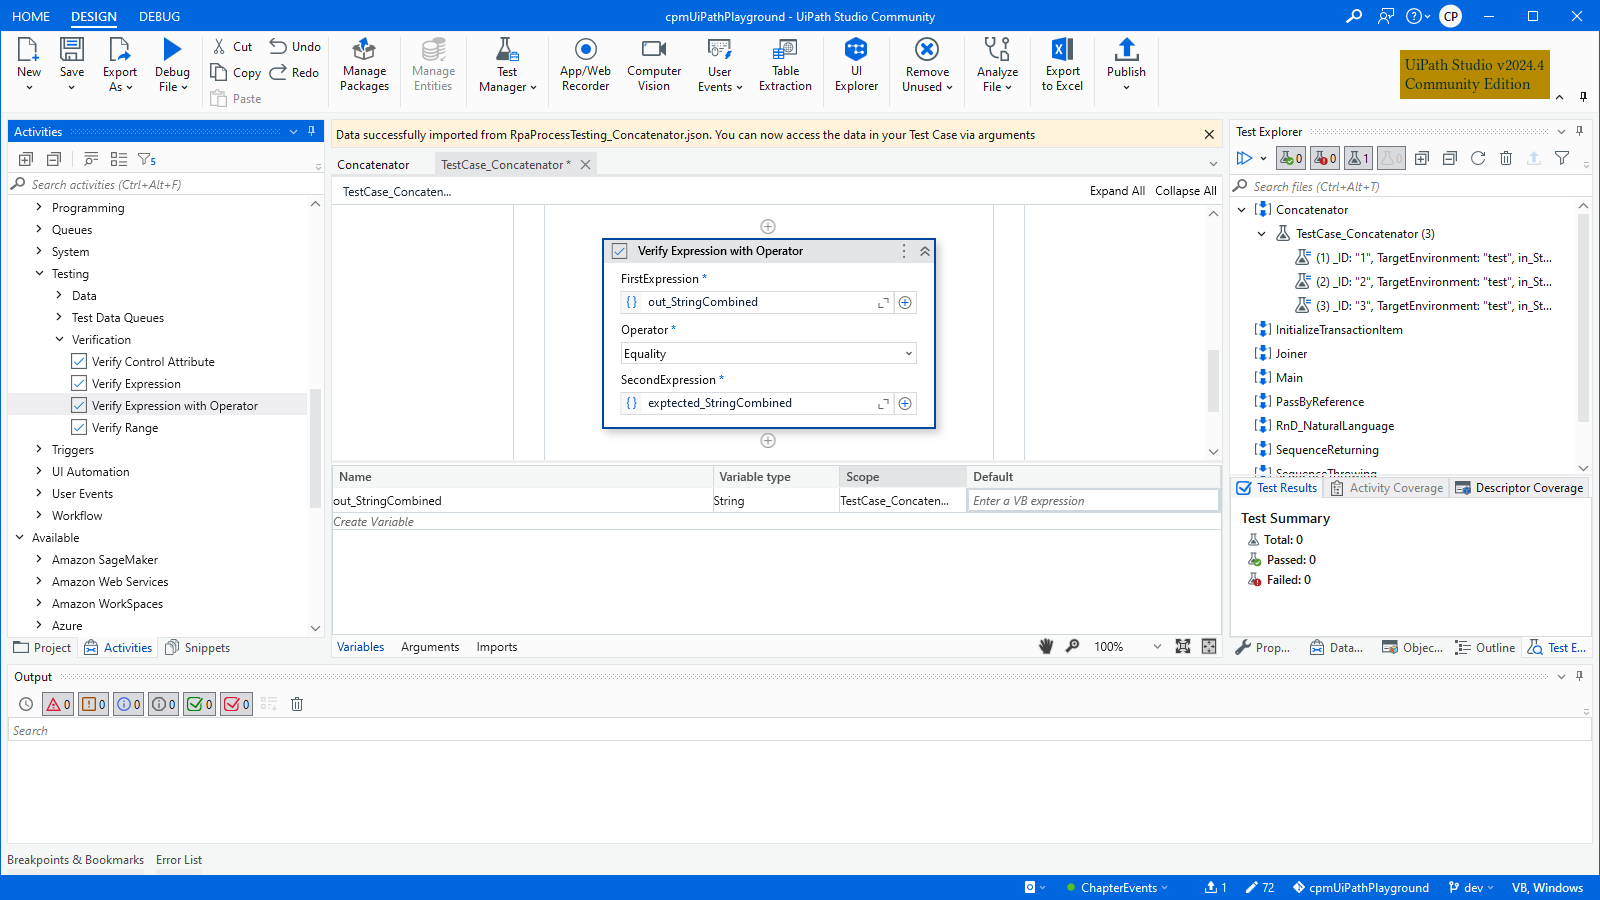 HOME DESIGN DEBUG
cpmUiPathPlayground - UiPath Studio Community
CP
New
Save
Export As
Debug File
Cut
Copy
Paste
Undo
Redo
Manage Packages
Manage Entities
Test Manager
App/Web Recorder
Computer Vision
User Events
Table Extraction
UI Explorer
Remove Unused
Analyze File
Export to Excel
Publish
UiPath Studio v2024.4
Community Edition
Activities
5
Search activities (Ctrl+Alt+F)
Programming
Queues
System
Testing
Data
Test Data Queues
Verification
Verify Control Attribute
Verify Expression
Verify Expression with Operator
Verify Range
Triggers
UI Automation
User Events
Workflow
Available
Amazon SageMaker
Amazon Web Services
Amazon WorkSpaces
Azure
Project Activities Snippets
Data successfully imported from RpaProcessTesting_Concatenator.json. You can now access the data in your Test Case via arguments
Concatenator TestCase_Concatenator *
TestCase_Concaten... Expand All Collapse All
Verify Expression with Operator
FirstExpression *
{} out_StringCombined
Operator *
Equality
SecondExpression *
{} exptected_StringCombined
Name Variable type Scope Default
out_StringCombined String TestCase_Concaten... Enter a VB expression
Create Variable
Variables Arguments Imports 100%
Test Explorer
0 0 1 0
Search files (Ctrl+Alt+T)
Concatenator
TestCase_Concatenator (3)
(1) _ID: "1", TargetEnvironment: "test", in_St...
(2) _ID: "2", TargetEnvironment: "test", in_St...
(3) _ID: "3", TargetEnvironment: "test", in_St...
InitializeTransactionItem
Joiner
Main
PassByReference
RnD_NaturalLanguage
SequenceReturning
SequenceThrowing
Test Results Activity Coverage Descriptor Coverage
Test Summary
Total: 0
Passed: 0
Failed: 0
Prop... Data... Objec... Outline Test E...
Output
0 0 0 0 0 0
Search
Breakpoints & Bookmarks Error List
ChapterEvents 1 72 cpmUiPathPlayground dev VB, Windows